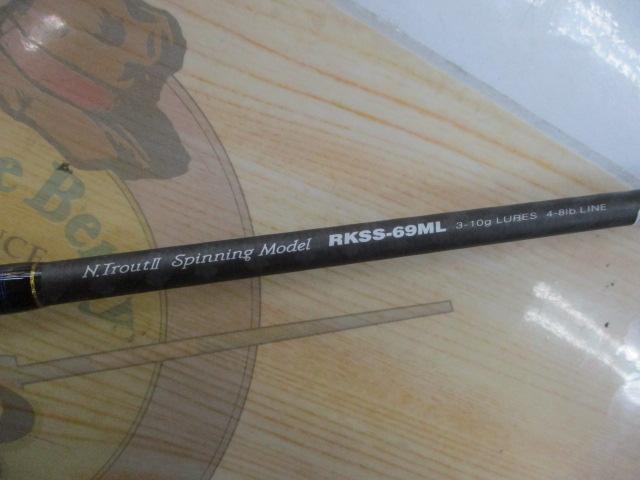 N.TroutII Spinning Model RKSS-69ML 3-10g LURES 4-8lb LINE